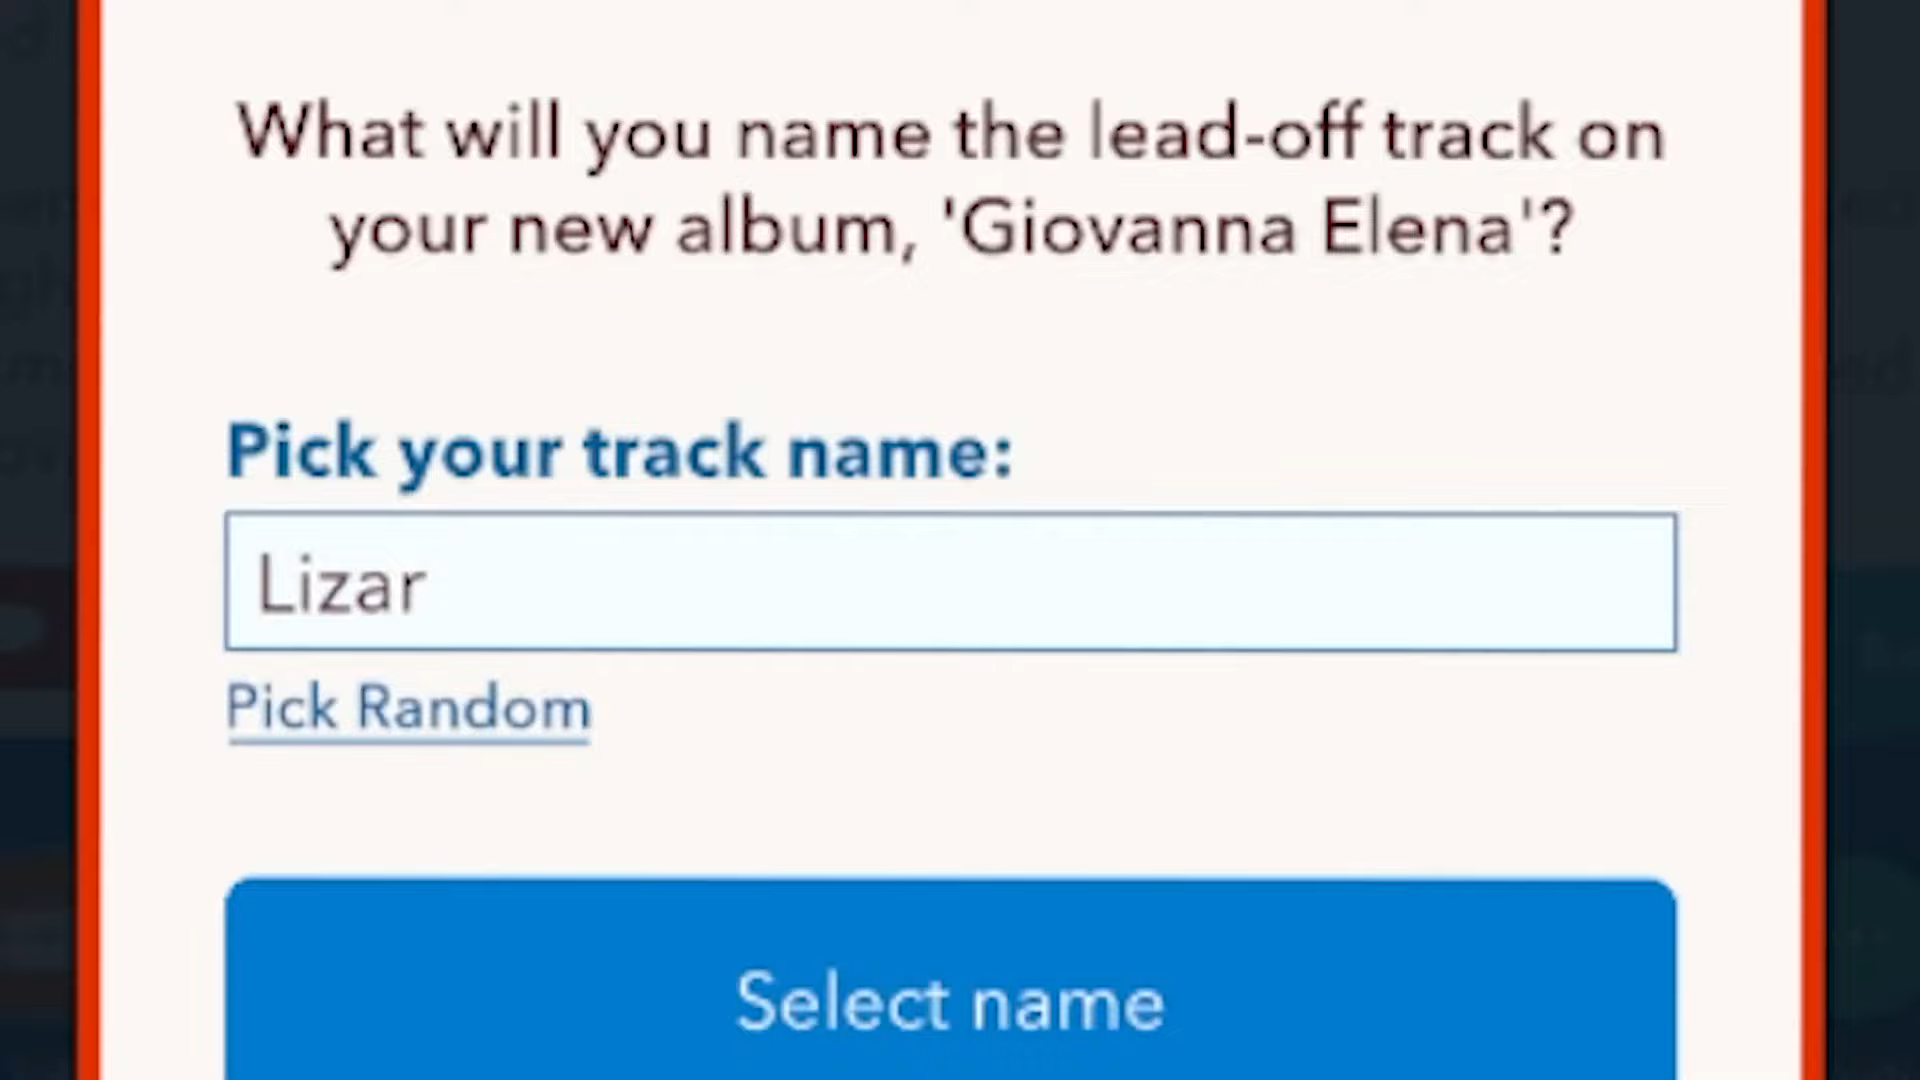 What will you name the lead-off track on
your new album, 'Giovanna Elena'?
Pick your track name:
Lizar
Pick Random
Select name